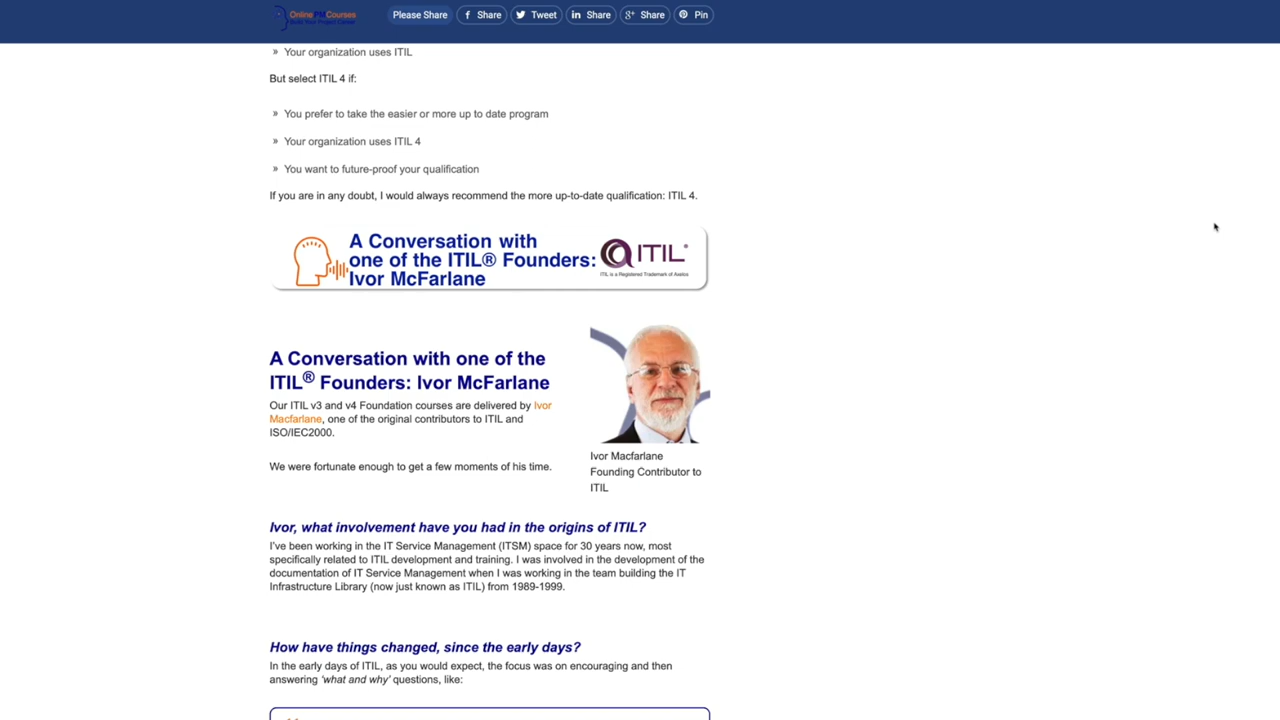 OnlinePMCourses
Please Share
Share
Tweet
Share
Share
Pin
» Your organization uses ITIL
But select ITIL 4 if:
» You prefer to take the easier or more up to date program
» Your organization uses ITIL 4
» You want to future-proof your qualification
If you are in any doubt, I would always recommend the more up-to-date qualification: ITIL 4.
A Conversation with
one of the ITIL® Founders:
Ivor McFarlane
ITIL®
ITIL is a Registered Trademark of Axelos
A Conversation with one of the
ITIL® Founders: Ivor McFarlane
Our ITIL v3 and v4 Foundation courses are delivered by Ivor
Macfarlane, one of the original contributors to ITIL and
ISO/IEC2000.
We were fortunate enough to get a few moments of his time.
Ivor Macfarlane
Founding Contributor to
ITIL
Ivor, what involvement have you had in the origins of ITIL?
I've been working in the IT Service Management (ITSM) space for 30 years now, most
specifically related to ITIL development and training. I was involved in the development of the
documentation of IT Service Management when I was working in the team building the IT
Infrastructure Library (now just known as ITIL) from 1989-1999.
How have things changed, since the early days?
In the early days of ITIL, as you would expect, the focus was on encouraging and then
answering 'what and why' questions, like: